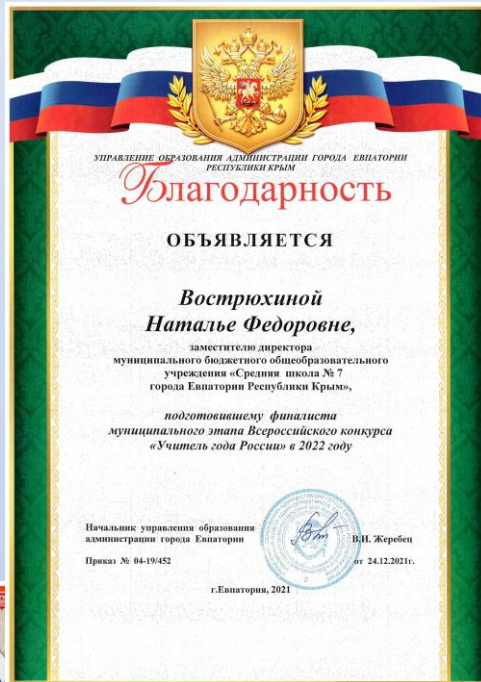 УПРАВЛЕНИЕ ОБРАЗОВАНИЯ АДМИНИСТРАЦИИ ГОРОДА ЕВПАТОРИИ
РЕСПУБЛИКИ КРЫМ
Благодарность
ОБЪЯВЛЯЕТСЯ
Вострюхиной
Наталье Федоровне,
заместителю директора
муниципального бюджетного общеобразовательного
учреждения «Средняя школа № 7
города Евпатории Республики Крым»,
подготовившему финалиста
муниципального этапа Всероссийского конкурса
«Учитель года России» в 2022 году
Начальник управления образования
администрации города Евпатории В.И. Жеребец
Приказ № 04-19/452 от 24.12.2021г.
г.Евпатория, 2021